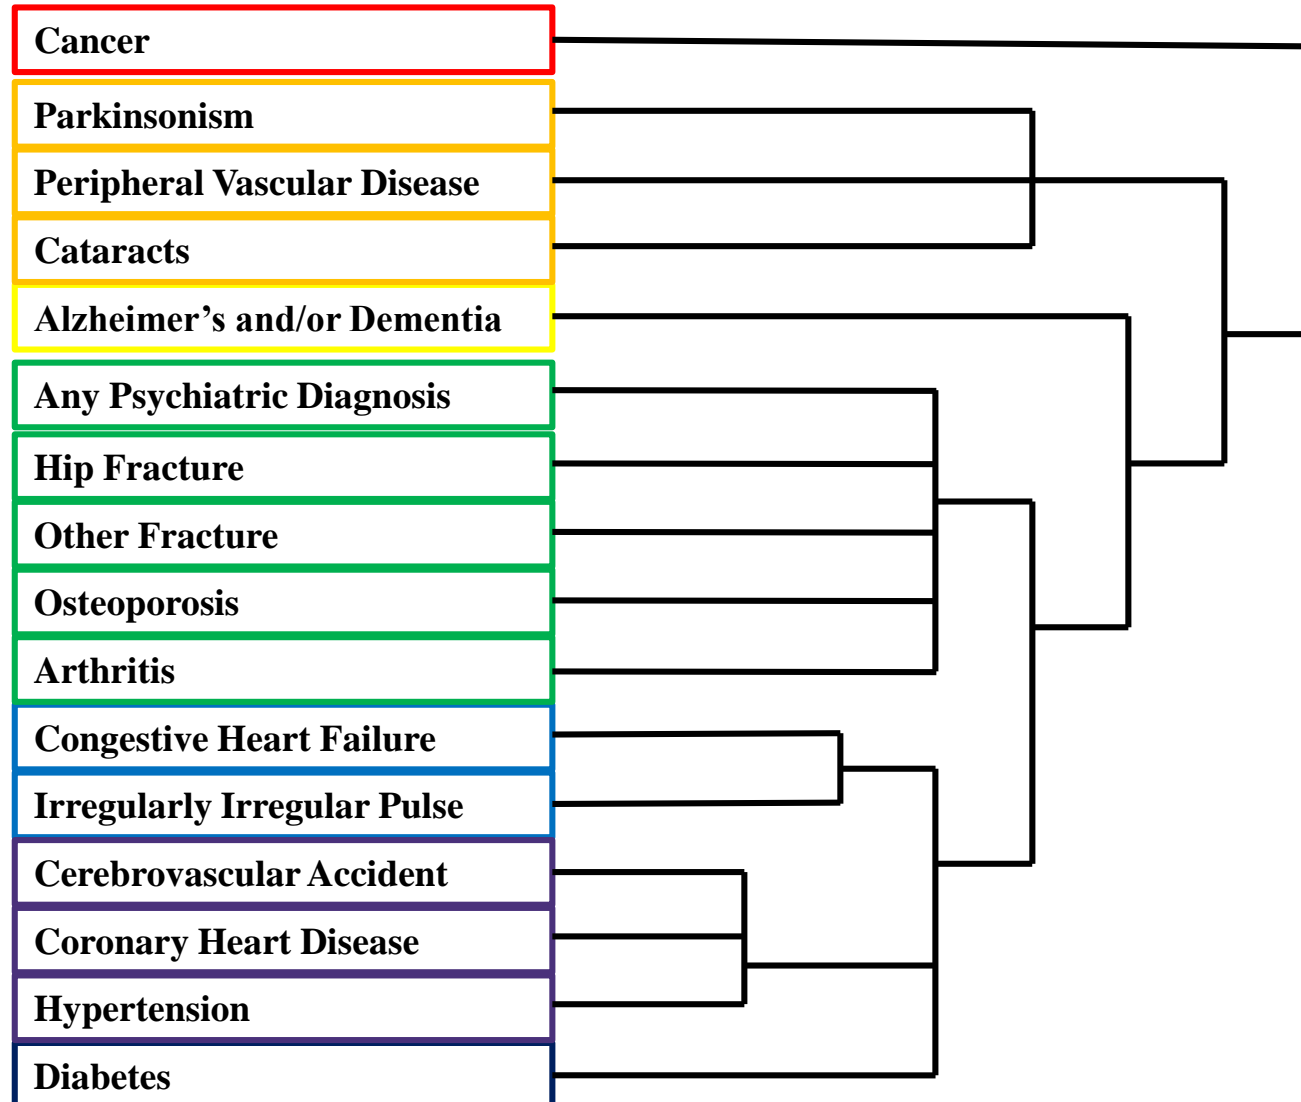 Cancer
Parkinsonism
Peripheral Vascular Disease
Cataracts
Alzheimer’s and/or Dementia
Any Psychiatric Diagnosis
Hip Fracture
Other Fracture
Osteoporosis
Arthritis
Congestive Heart Failure
Irregularly Irregular Pulse
Cerebrovascular Accident
Coronary Heart Disease
Hypertension
Diabetes